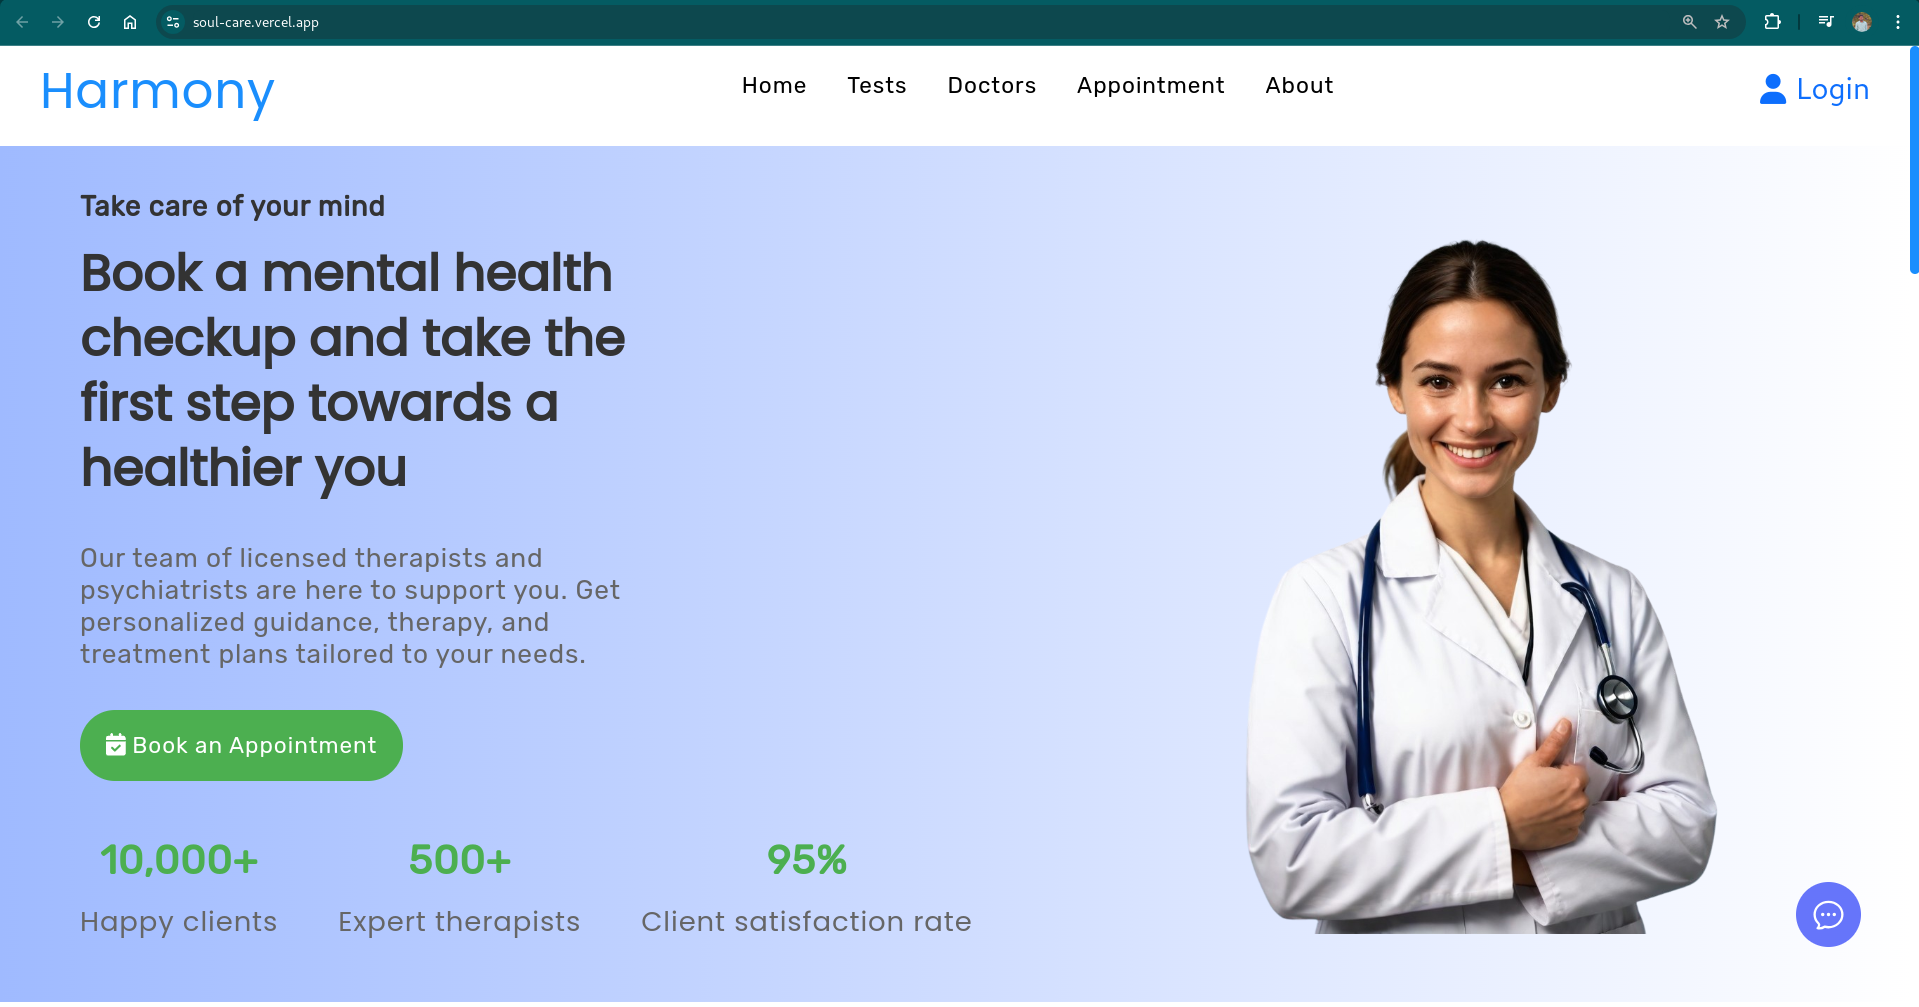 soul-care.vercel.app
Harmony
Home Tests Doctors Appointment About
Login
Take care of your mind
Book a mental health
checkup and take the
first step towards a
healthier you
Our team of licensed therapists and
psychiatrists are here to support you. Get
personalized guidance, therapy, and
treatment plans tailored to your needs.
Book an Appointment
10,000+ 500+ 95%
Happy clients Expert therapists Client satisfaction rate